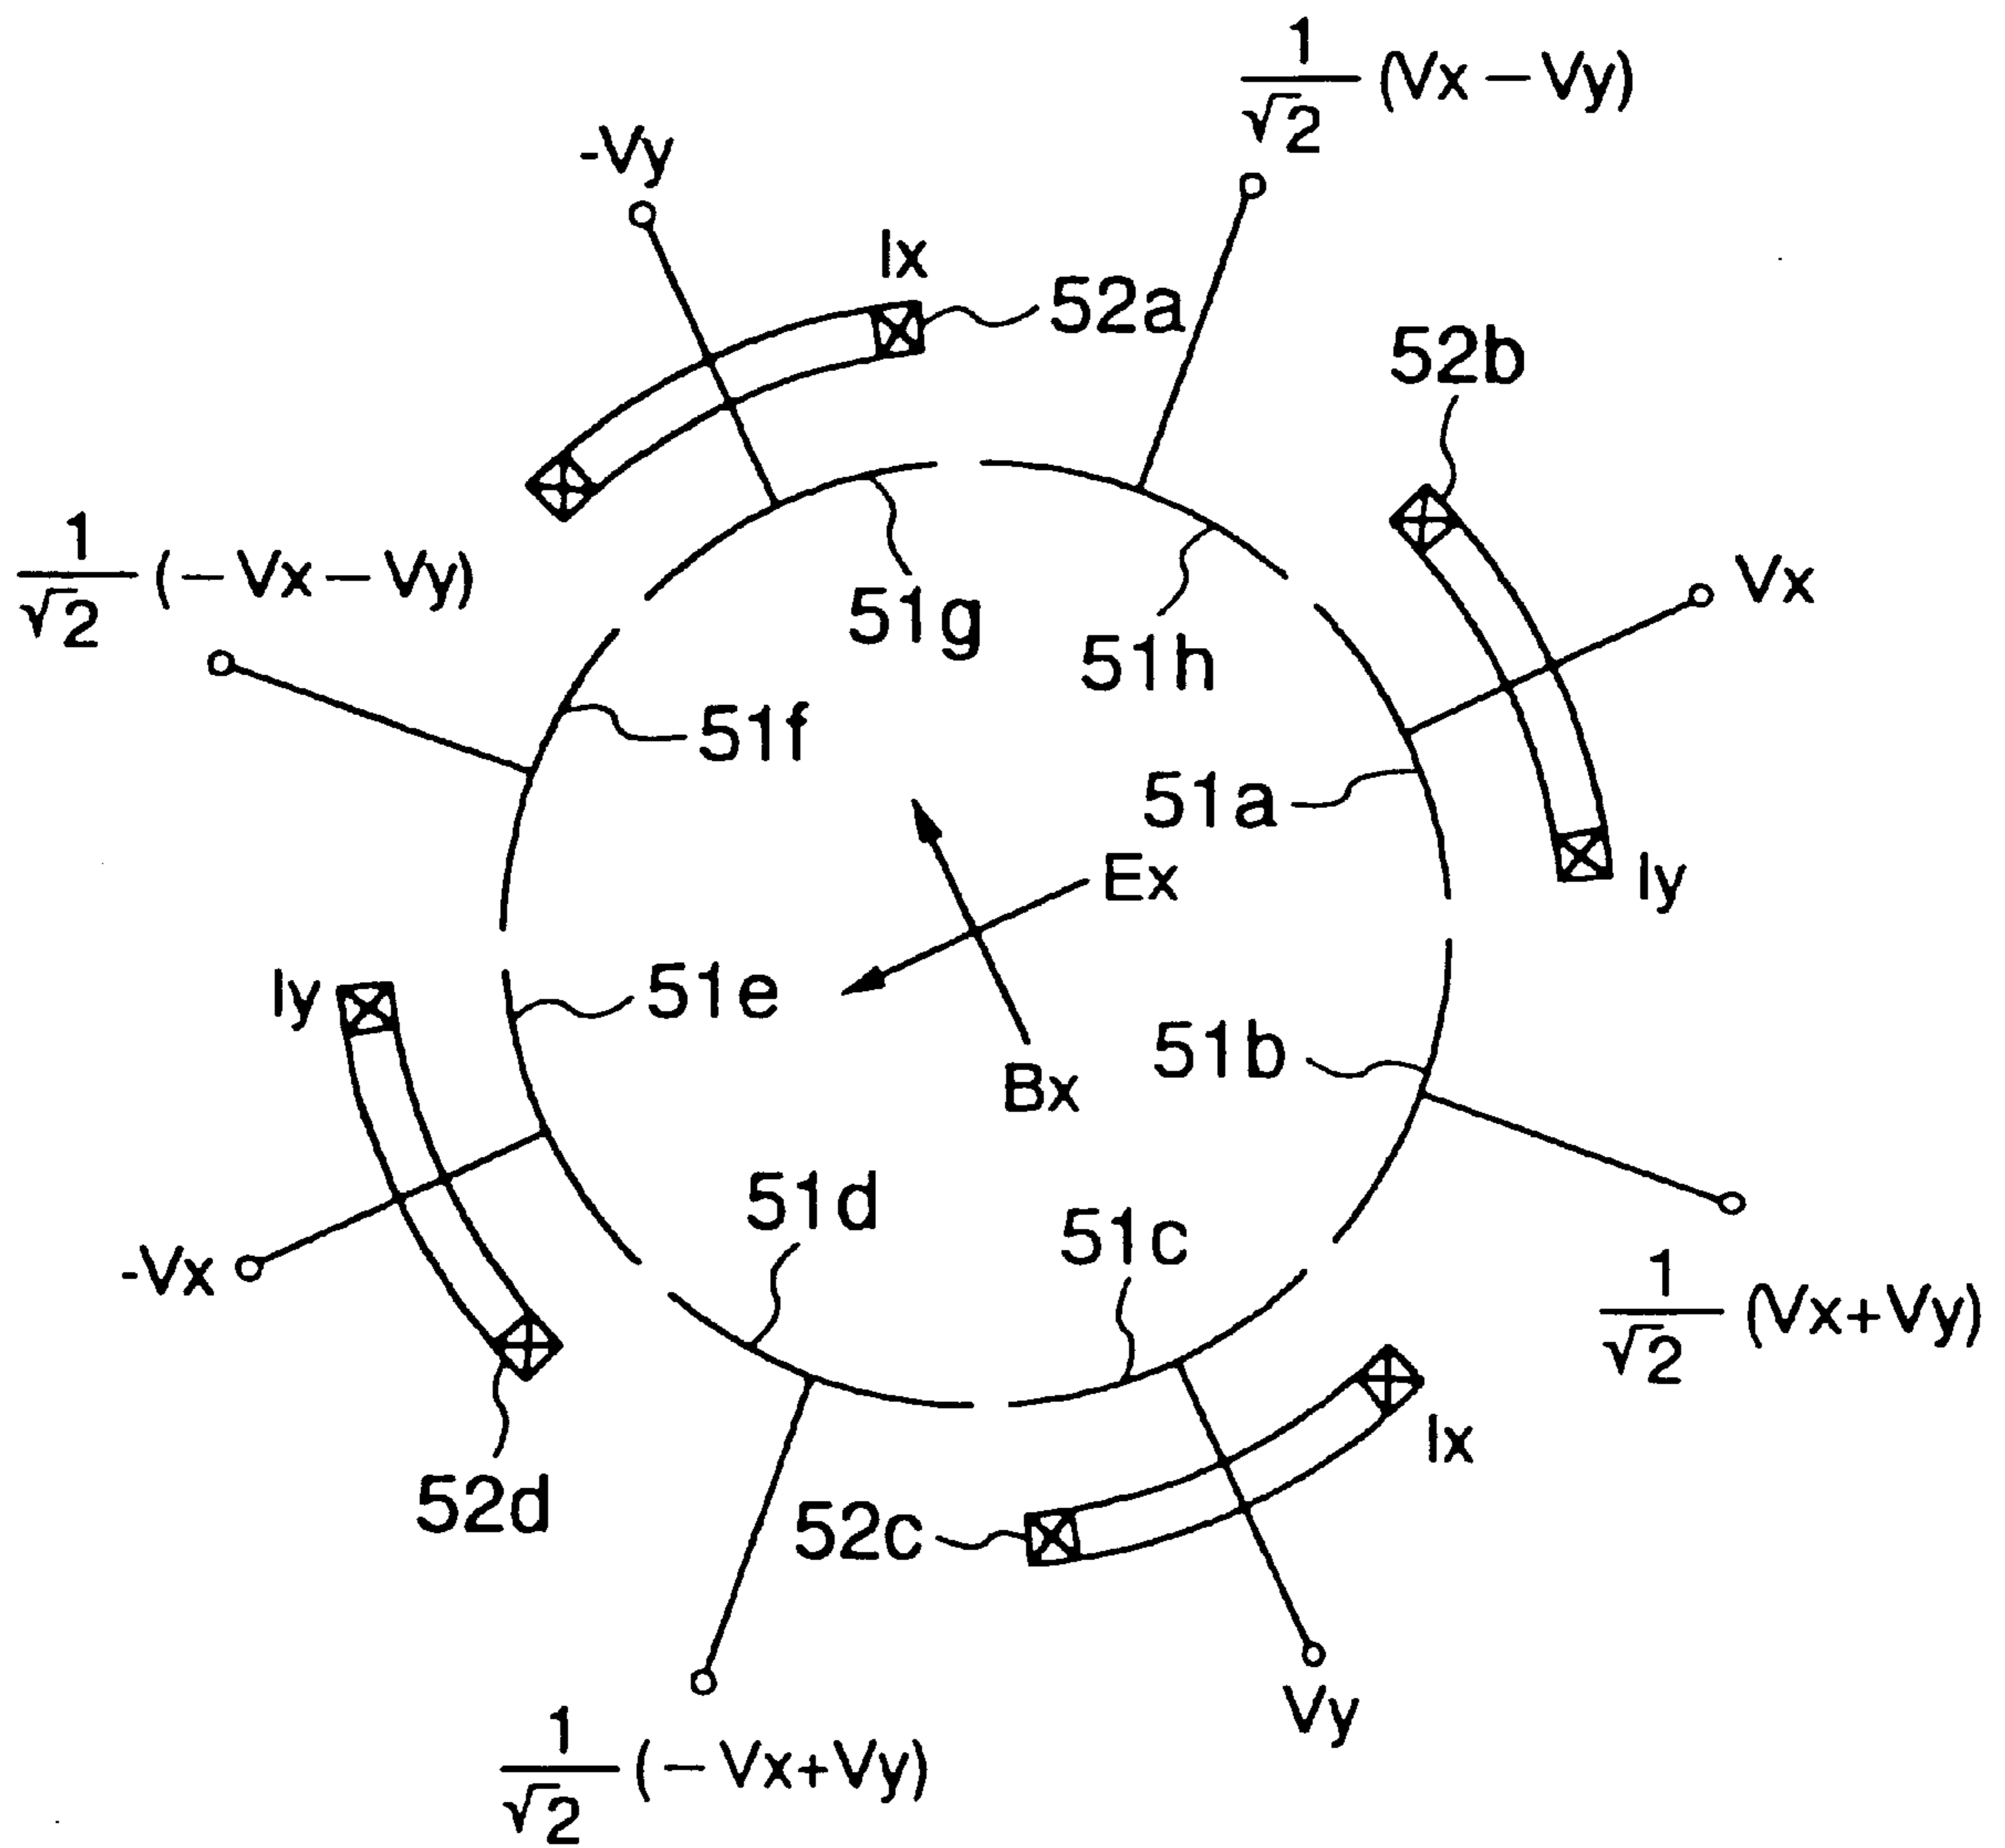 1/√2 (Vx − Vy)
-Vy
Ix
52a
52b
1/√2 (− Vx − Vy)
Vx
51g
51h
51f
51a
Ex
Iy
Iy
51e
51b
Bx
51d
51c
-Vx
1/√2 (Vx+Vy)
Ix
52d
52c
Vy
1/√2 (− Vx+Vy)